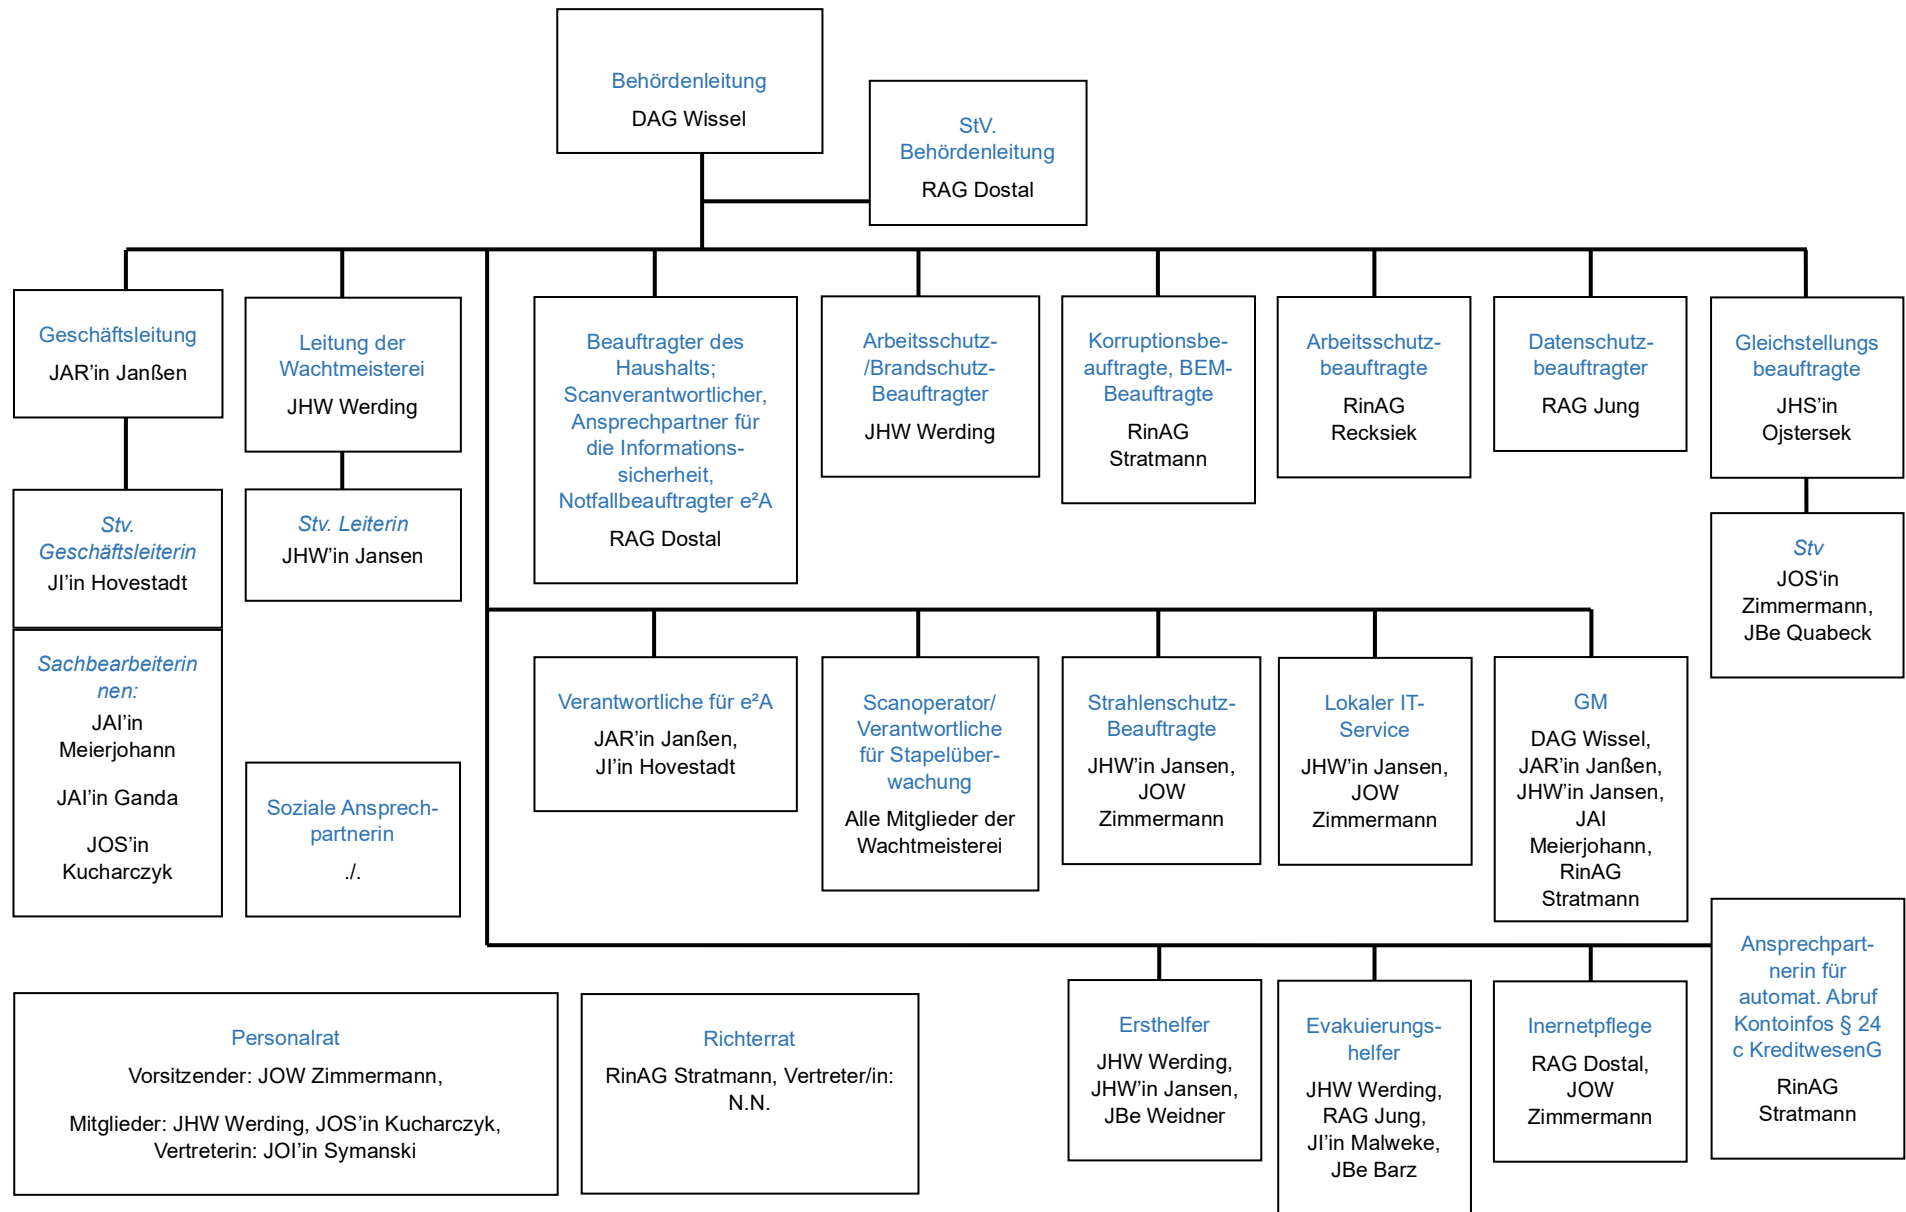 Behördenleitung
DAG Wissel
StV.
Behördenleitung
RAG Dostal
Geschäftsleitung
JAR’in Janßen
Leitung der
Wachtmeisterei
JHW Werding
Beauftragter des
Haushalts;
Scanverantwortlicher,
Ansprechpartner für
die Informations-
sicherheit,
Notfallbeauftragter e²A
RAG Dostal
Arbeitsschutz-
/Brandschutz-
Beauftragter
JHW Werding
Korruptionsbe-
auftragte, BEM-
Beauftragte
RinAG
Stratmann
Arbeitsschutz-
beauftragte
RinAG
Recksiek
Datenschutz-
beauftragter
RAG Jung
Gleichstellungs
beauftragte
JHS’in
Ojstersek
Stv.
Geschäftsleiterin
JI’in Hovestadt
Stv. Leiterin
JHW’in Jansen
Stv
JOS‘in
Zimmermann,
JBe Quabeck
Sachbearbeiterin
nen:
JAI’in
Meierjohann
JAI’in Ganda
JOS’in
Kucharczyk
Soziale Ansprech-
partnerin
./.
Verantwortliche für e²A
JAR’in Janßen,
JI’in Hovestadt
Scanoperator/
Verantwortliche
für Stapelüber-
wachung
Alle Mitglieder der
Wachtmeisterei
Strahlenschutz-
Beauftragte
JHW’in Jansen,
JOW
Zimmermann
Lokaler IT-
Service
JHW’in Jansen,
JOW
Zimmermann
GM
DAG Wissel,
JAR’in Janßen,
JHW’in Jansen,
JAI
Meierjohann,
RinAG
Stratmann
Personalrat
Vorsitzender: JOW Zimmermann,
Mitglieder: JHW Werding, JOS’in Kucharczyk,
Vertreterin: JOI’in Symanski
Richterrat
RinAG Stratmann, Vertreter/in:
N.N.
Ersthelfer
JHW Werding,
JHW’in Jansen,
JBe Weidner
Evakuierungs-
helfer
JHW Werding,
RAG Jung,
JI’in Malweke,
JBe Barz
Inernetpflege
RAG Dostal,
JOW
Zimmermann
Ansprechpart-
nerin für
automat. Abruf
Kontoinfos § 24
c KreditwesenG
RinAG
Stratmann